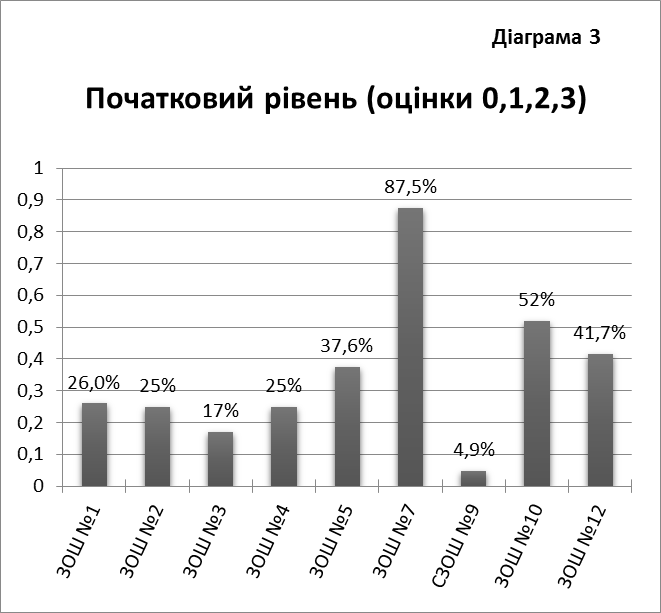 Діаграма 3
Початковий рівень (оцінки 0,1,2,3)
1
0,9
0,8
0,7
0,6
0,5
0,4
0,3
0,2
0,1
0
26,0%
25%
17%
25%
37,6%
87,5%
4,9%
52%
41,7%
ЗОШ №1
ЗОШ №2
ЗОШ №3
ЗОШ №4
ЗОШ №5
ЗОШ №7
СЗОШ №9
ЗОШ №10
ЗОШ №12